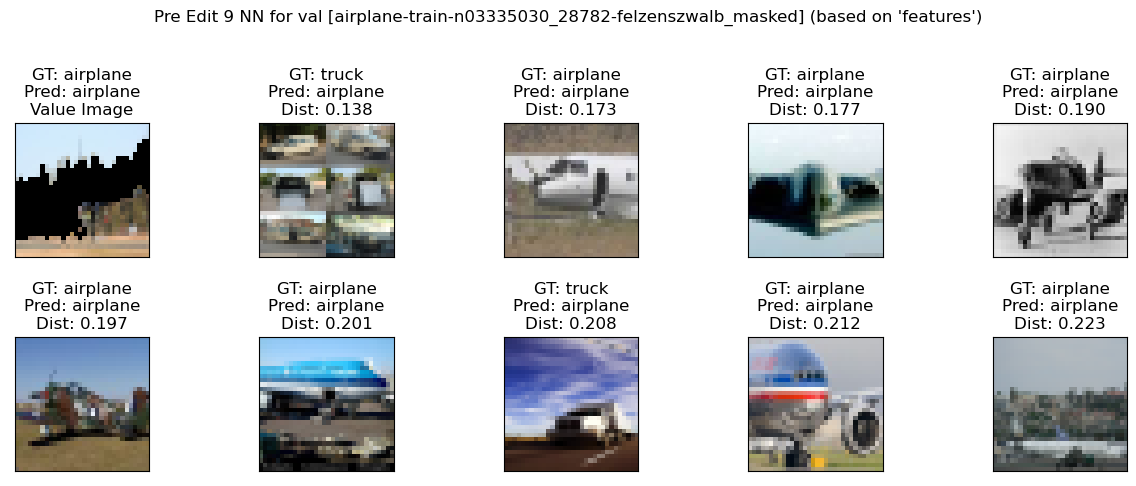 Pre Edit 9 NN for val [airplane-train-n03335030_28782-felzenszwalb_masked] (based on 'features')
GT: airplane
Pred: airplane
Value Image
GT: truck
Pred: airplane
Dist: 0.138
GT: airplane
Pred: airplane
Dist: 0.173
GT: airplane
Pred: airplane
Dist: 0.177
GT: airplane
Pred: airplane
Dist: 0.190
GT: airplane
Pred: airplane
Dist: 0.197
GT: airplane
Pred: airplane
Dist: 0.201
GT: truck
Pred: airplane
Dist: 0.208
GT: airplane
Pred: airplane
Dist: 0.212
GT: airplane
Pred: airplane
Dist: 0.223